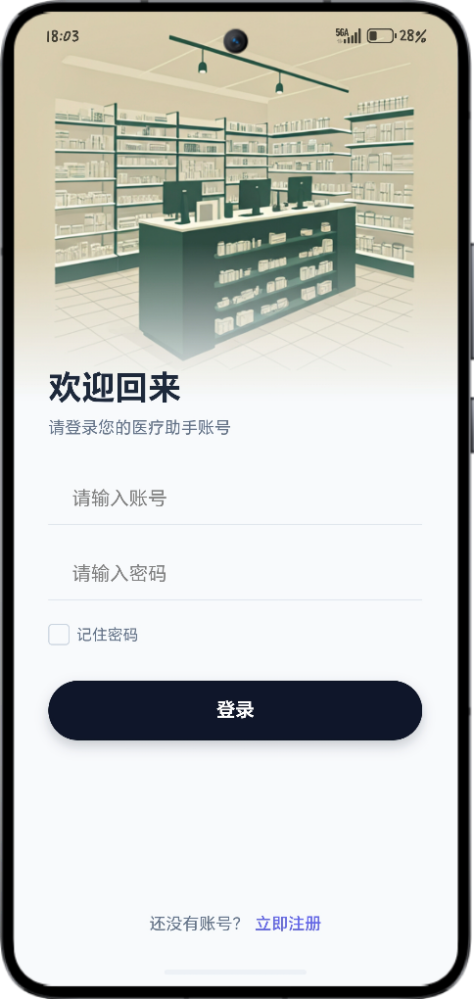 18:03 5GA 28%
欢迎回来
请登录您的医疗助手账号
请输入账号
请输入密码
记住密码
登录
还没有账号？ 立即注册